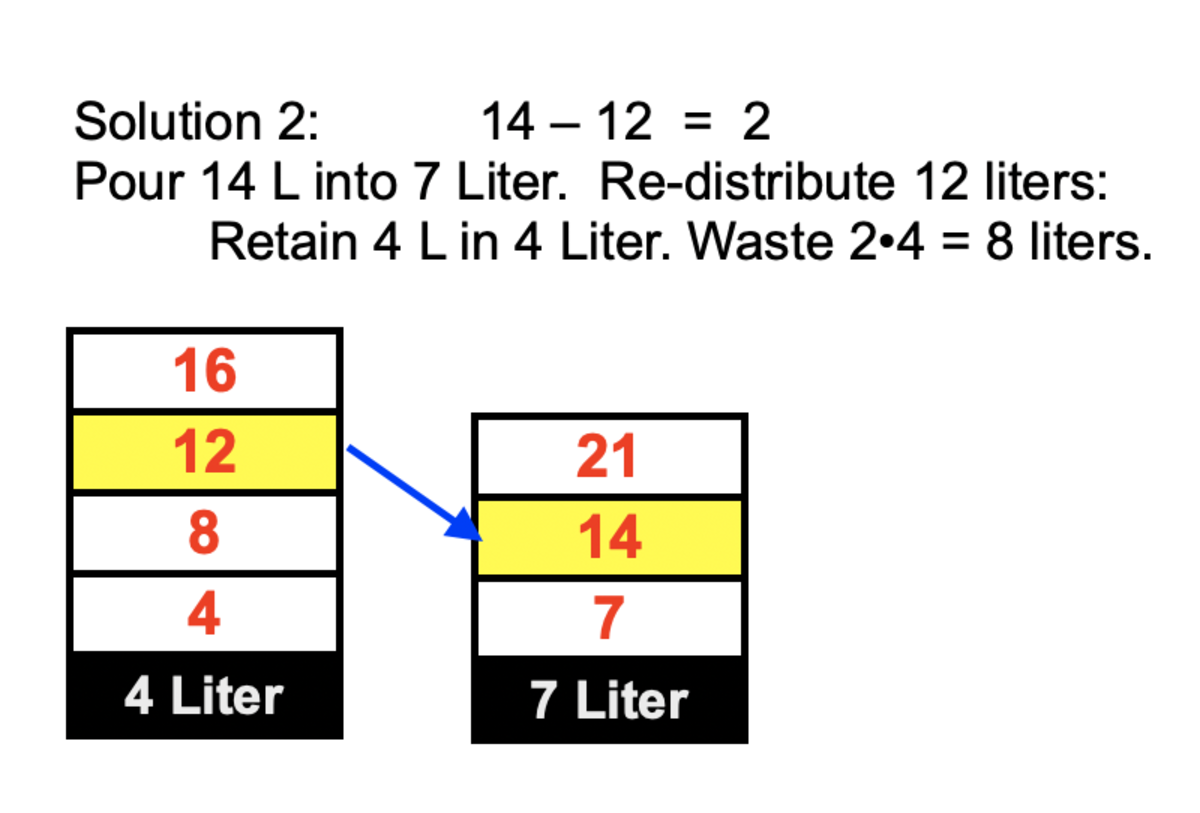 Solution 2: 14 – 12 = 2
Pour 14 L into 7 Liter. Re-distribute 12 liters:
Retain 4 L in 4 Liter. Waste 2•4 = 8 liters.
16
12
8
4
4 Liter
21
14
7
7 Liter